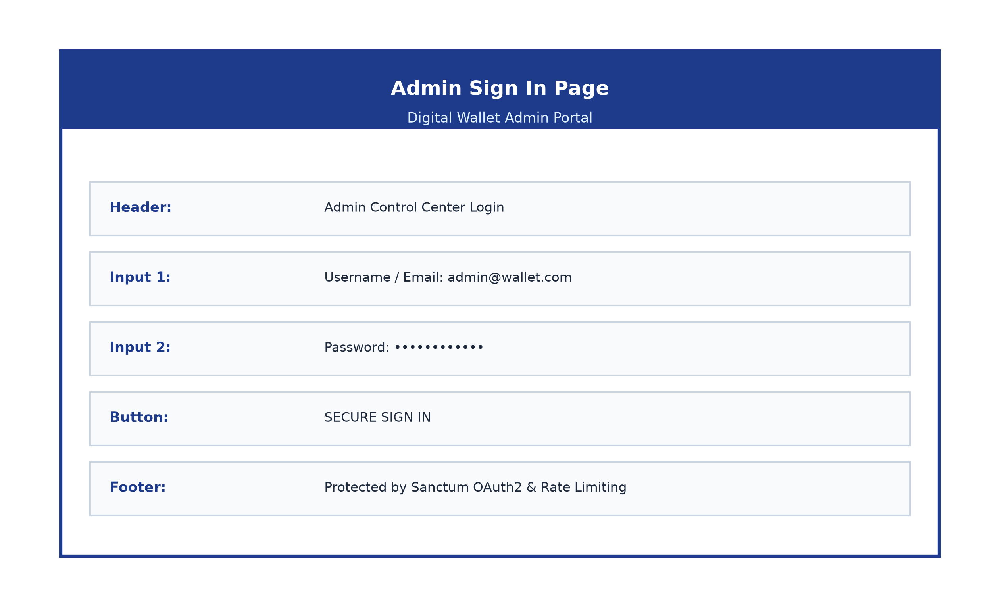 Admin Sign In Page
Digital Wallet Admin Portal
Header: Admin Control Center Login
Input 1: Username / Email: admin@wallet.com
Input 2: Password: ••••••••••••
Button: SECURE SIGN IN
Footer: Protected by Sanctum OAuth2 & Rate Limiting